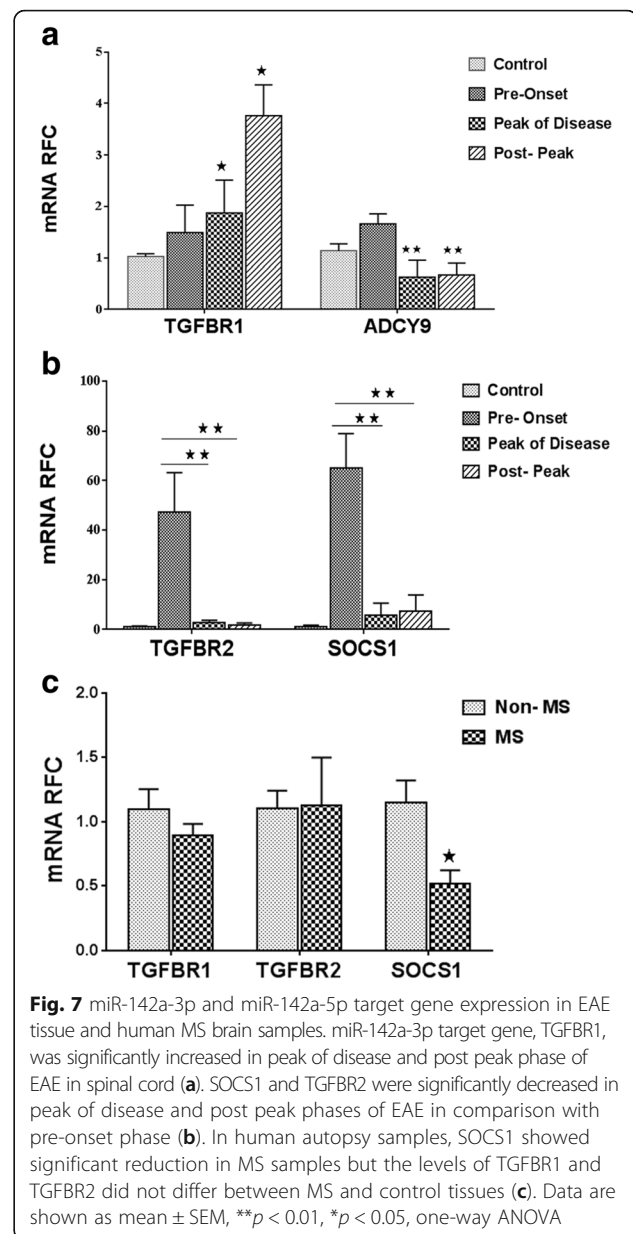 a
mRNA RFC
5
4
3
2
1
0
★
★
★★
★★
Control
Pre-Onset
Peak of Disease
Post- Peak
TGFBR1
ADCY9
b
mRNA RFC
100
80
60
40
20
0
★★
★★
★★
★★
Control
Pre- Onset
Peak of Disease
Post- Peak
TGFBR2
SOCS1
c
mRNA RFC
2.0
1.5
1.0
0.5
0.0
★
Non- MS
MS
TGFBR1
TGFBR2
SOCS1
Fig. 7 miR-142a-3p and miR-142a-5p target gene expression in EAE
tissue and human MS brain samples. miR-142a-3p target gene, TGFBR1,
was significantly increased in peak of disease and post peak phase of
EAE in spinal cord (a). SOCS1 and TGFBR2 were significantly decreased in
peak of disease and post peak phases of EAE in comparison with
pre-onset phase (b). In human autopsy samples, SOCS1 showed
significant reduction in MS samples but the levels of TGFBR1 and
TGFBR2 did not differ between MS and control tissues (c). Data are
shown as mean ± SEM, **p < 0.01, *p < 0.05, one-way ANOVA